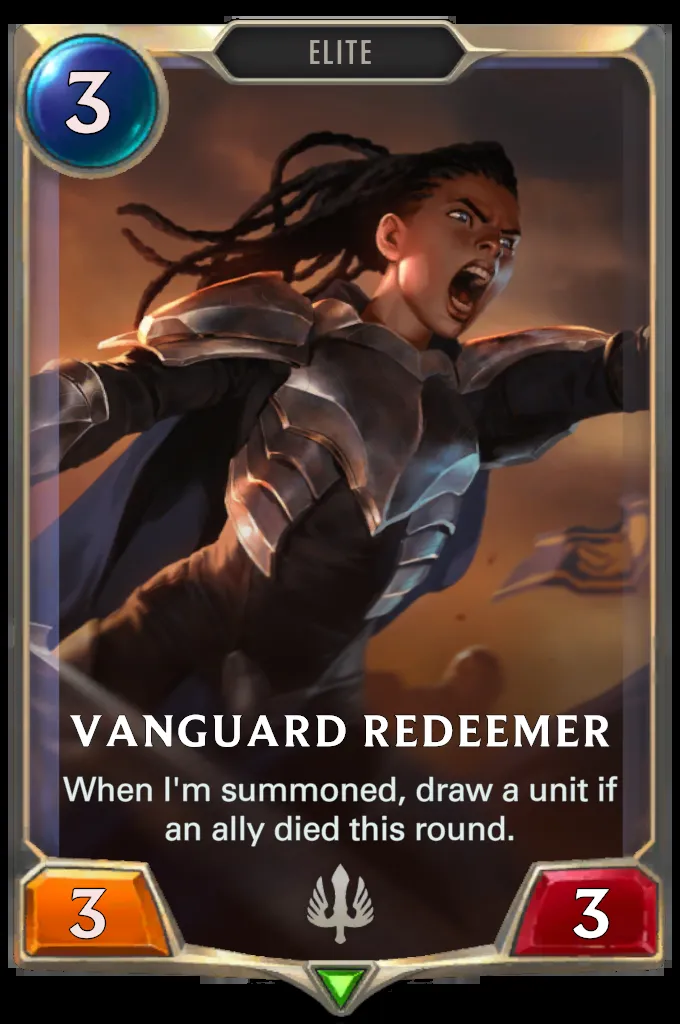 ELITE
3
VANGUARD REDEEMER
When I'm summoned, draw a unit if
an ally died this round.
3
3